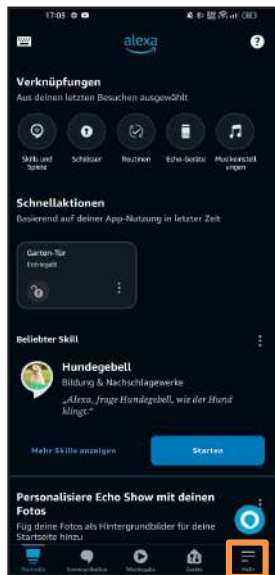 17:05
alexa
?
Verknüpfungen
Aus deinen letzten Besuchen ausgewählt
Skills und Spiele
Schlösser
Routinen
Echo-Geräte
Musikeinstellungen
Schnellaktionen
Basierend auf deiner App-Nutzung in letzter Zeit
Garten-Tür
Entriegelt
Beliebter Skill
Hundegebell
Bildung & Nachschlagewerke
„Alexa, frage Hundegebell, wie der Hund
klingt.“
Mehr Skills anzeigen
Starten
Personalisiere Echo Show mit deinen
Fotos
Füg deine Fotos als Hintergrundbilder für deine
Startseite hinzu
Startseite
Kommunikation
Wiedergabe
Geräte
Mehr